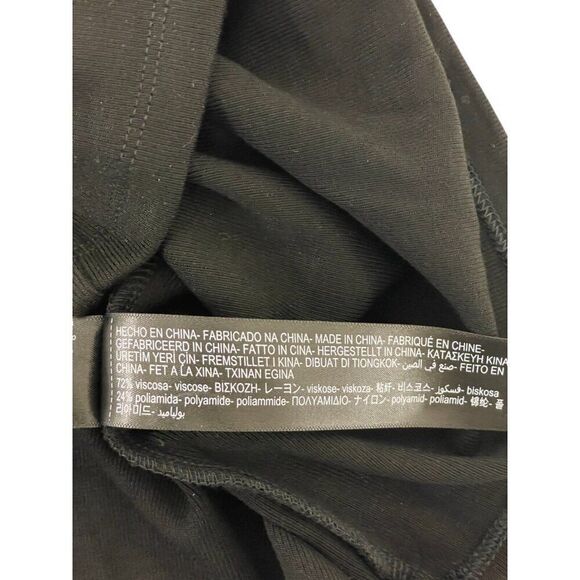 HECHO EN CHINA- FABRICADO NA CHINA- MADE IN CHINA- FABRIQUÉ EN CHINE-
GEFABRICEERD IN CHINA- FATTO IN CINA- HERGESTELLT IN CHINA- ΚΑΤΑΣΚΕΥΗ ΚΙΝΑ
ÜRETİM YERİ ÇİN- FREMSTILLET I KINA- DIBUAT DI TIONGKOK- صنع في الصين- FEITO EN
CHINA- FET A LA XINA- TXINAN EGINA
72% viscosa- viscose- ΒΙΣΚΟΖΗ- レーヨン- viskose- viskoza- 粘纤- 비스코스- فسكوز- biskosa
24% poliamida- polyamide- poliammide- ΠΟΛΥΑΜΙΔΙΟ- ナイロン- polyamid- poliamid- 锦纶- 폴
리아미드- بولياميد